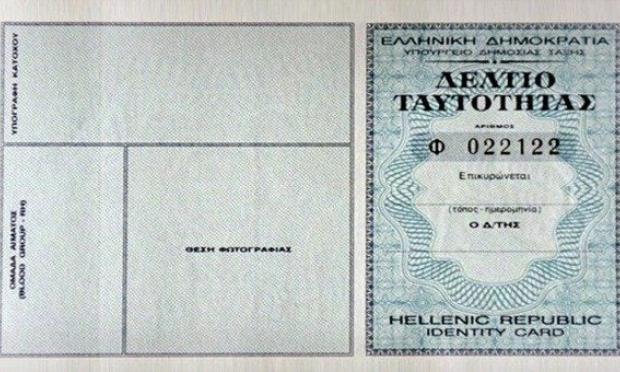 ΥΠΟΓΡΑΦΗ ΚΑΤΟΧΟΥ
ΟΜΑΔΑ ΑΙΜΑΤΟΣ
(BLOOD GROUP - RH)
ΘΕΣΗ ΦΩΤΟΓΡΑΦΙΑΣ
ΕΛΛΗΝΙΚΗ ΔΗΜΟΚΡΑΤΙΑ
ΥΠΟΥΡΓΕΙΟ ΔΗΜΟΣΙΑΣ ΤΑΞΗΣ
ΔΕΛΤΙΟ
ΤΑΥΤΟΤΗΤΑΣ
ΑΡΙΘΜΟΣ
Φ 022122
Επικυρώνεται
(τόπος - ημερομηνία)
Ο Δ/ΤΗΣ
HELLENIC REPUBLIC
IDENTITY CARD